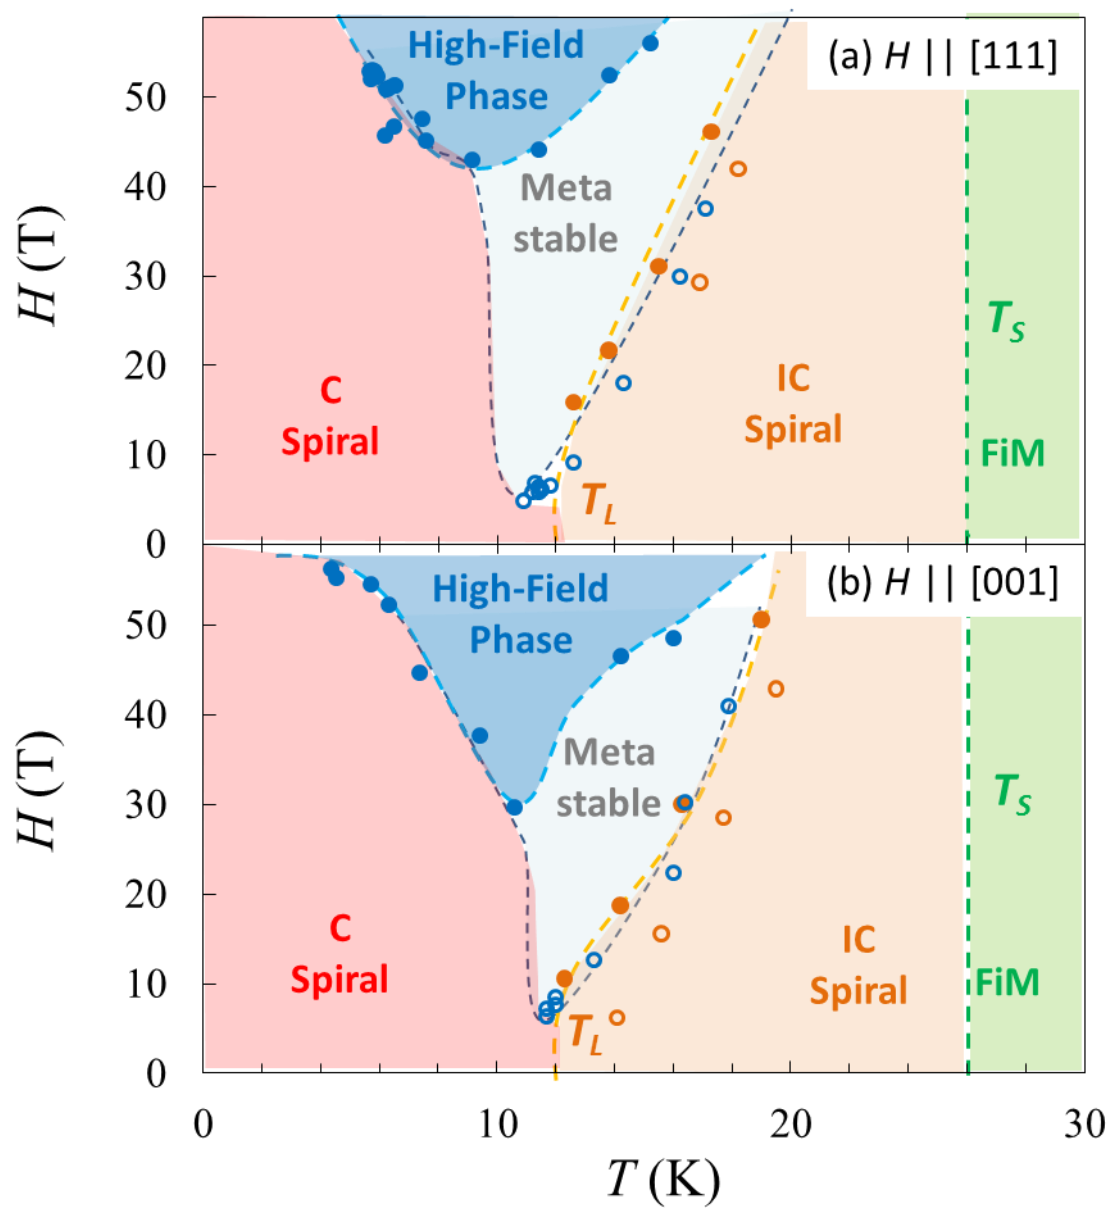 (a) H || [111]
High-Field
Phase
Meta
stable
C
Spiral
IC
Spiral
T_S
FiM
T_L
H (T)
50
40
30
20
10
0
(b) H || [001]
High-Field
Phase
Meta
stable
C
Spiral
IC
Spiral
T_S
FiM
T_L
H (T)
50
40
30
20
10
0
0 10 20 30
T (K)